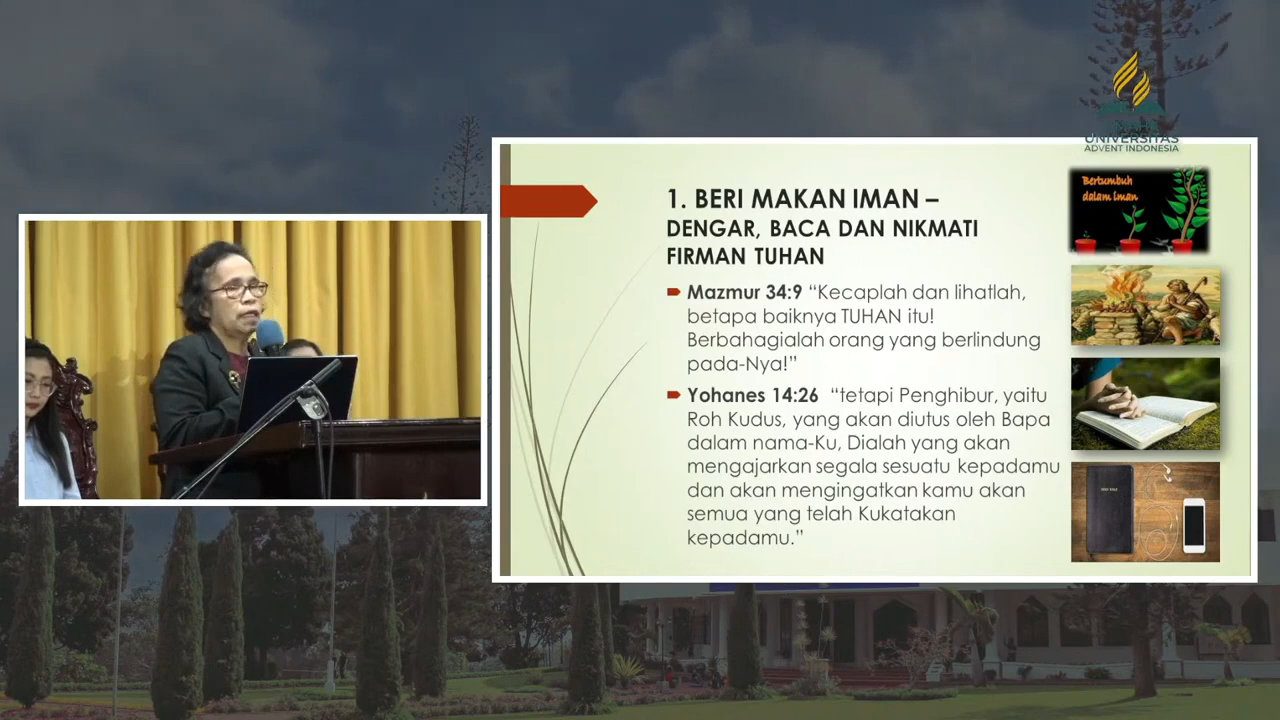 UNIVERSITAS
ADVENT INDONESIA
1. BERI MAKAN IMAN –
DENGAR, BACA DAN NIKMATI
FIRMAN TUHAN
Mazmur 34:9 “Kecaplah dan lihatlah,
betapa baiknya TUHAN itu!
Berbahagialah orang yang berlindung
pada-Nya!”
Yohanes 14:26 “tetapi Penghibur, yaitu
Roh Kudus, yang akan diutus oleh Bapa
dalam nama-Ku, Dialah yang akan
mengajarkan segala sesuatu kepadamu
dan akan mengingatkan kamu akan
semua yang telah Kukatakan
kepadamu.”
Bertumbuh
dalam iman
HOLY BIBLE